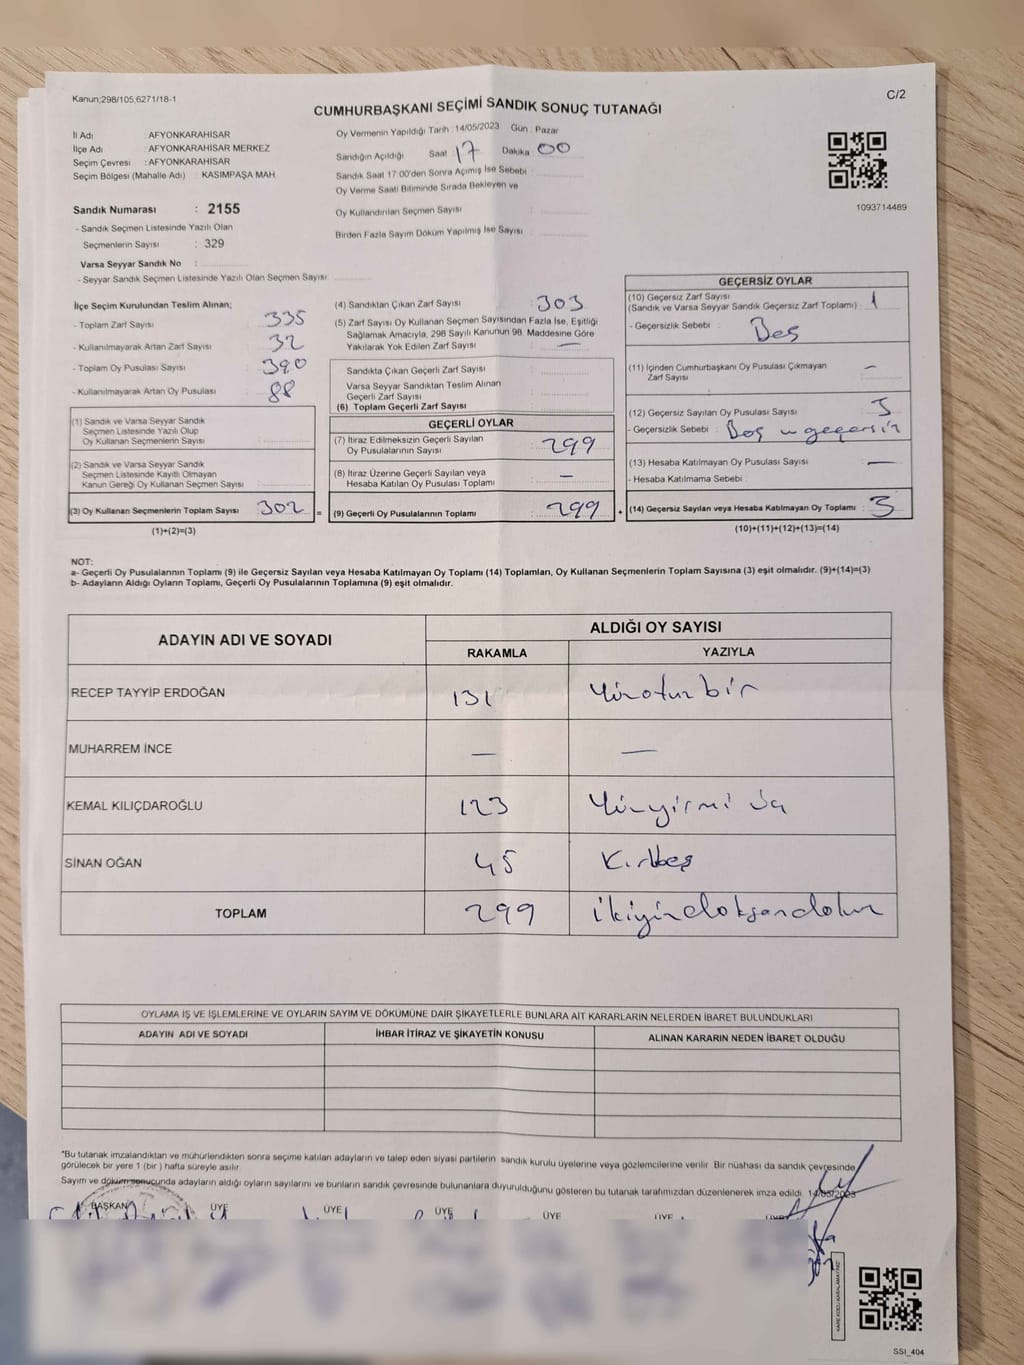 Kanun;298/105,6271/18-1
C/2
CUMHURBAŞKANI SEÇİMİ SANDIK SONUÇ TUTANAĞI
İl Adı : AFYONKARAHİSAR
İlçe Adı : AFYONKARAHİSAR MERKEZ
Seçim Çevresi : AFYONKARAHİSAR
Seçim Bölgesi (Mahalle Adı) : KASIMPAŞA MAH
Oy Vermenin Yapıldığı Tarih : 14/05/2023 Gün : Pazar
Sandığın Açıldığı Saat 17 Dakika 00
Sandık Saat 17:00'den Sonra Açımış İse Sebebi :
Oy Verme Saati Bitiminde Sırada Bekleyen ve
Oy Kullandırılan Seçmen Sayısı :
Birden Fazla Sayım Döküm Yapılmış İse Sayısı :
1093714489
Sandık Numarası : 2155
- Sandık Seçmen Listesinde Yazılı Olan
Seçmenlerin Sayısı : 329
Varsa Seyyar Sandık No :
- Seyyar Sandık Seçmen Listesinde Yazılı Olan Seçmen Sayısı
İlçe Seçim Kurulundan Teslim Alınan;
- Toplam Zarf Sayısı 335
- Kullanılmayarak Artan Zarf Sayısı 32
- Toplam Oy Pusulası Sayısı 390
- Kullanılmayarak Artan Oy Pusulası 88
(1) Sandık ve Varsa Seyyar Sandık
Seçmen Listesinde Yazılı Olup
Oy Kullanan Seçmenlerin Sayısı :
(2) Sandık ve Varsa Seyyar Sandık
Seçmen Listesinde Kayıtlı Olmayan
Kanun Gereği Oy Kullanan Seçmen Sayısı :
(3) Oy Kullanan Seçmenlerin Toplam Sayısı : 302 =
(1)+(2)=(3)
(4) Sandıktan Çıkan Zarf Sayısı 303
(5) Zarf Sayısı Oy Kullanan Seçmen Sayısından Fazla İse, Eşitliği
Sağlamak Amacıyla, 298 Sayılı Kanunun 98. Maddesine Göre
Yakılarak Yok Edilen Zarf Sayısı : —
Sandıkta Çıkan Geçerli Zarf Sayısı
Varsa Seyyar Sandıktan Teslim Alınan
Geçerli Zarf Sayısı
(6) Toplam Geçerli Zarf Sayısı
GEÇERLİ OYLAR
(7) İtiraz Edilmeksizin Geçerli Sayılan
Oy Pusulalarının Sayısı 299
(8) İtiraz Üzerine Geçerli Sayılan veya
Hesaba Katılan Oy Pusulası Toplamı —
(9) Geçerli Oy Pusulalarının Toplamı : 299 +
GEÇERSİZ OYLAR
(10) Geçersiz Zarf Sayısı
(Sandık ve Varsa Seyyar Sandık Geçersiz Zarf Toplamı) : 1
- Geçersizlik Sebebi : Boş
(11) İçinden Cumhurbaşkanı Oy Pusulası Çıkmayan
Zarf Sayısı —
(12) Geçersiz Sayılan Oy Pusulası Sayısı
- Geçersizlik Sebebi : Boş geçersiz
(13) Hesaba Katılmayan Oy Pusulası Sayısı —
- Hesaba Katılmama Sebebi :
(14) Geçersiz Sayılan veya Hesaba Katılmayan Oy Toplamı : 3
(10)+(11)+(12)+(13)=(14)
NOT:
a- Geçerli Oy Pusulalarının Toplamı (9) ile Geçersiz Sayılan veya Hesaba Katılmayan Oy Toplamı (14) Toplamları, Oy Kullanan Seçmenlerin Toplam Sayısına (3) eşit olmalıdır. (9)+(14)=(3)
b- Adayların Aldığı Oyların Toplamı, Geçerli Oy Pusulalarının Toplamına (9) eşit olmalıdır.
ADAYIN ADI VE SOYADI
ALDIĞI OY SAYISI
RAKAMLA YAZIYLA
RECEP TAYYİP ERDOĞAN 131 Yüzotuzbir
MUHARREM İNCE — —
KEMAL KILIÇDAROĞLU 123 Yüzyirmi üç
SİNAN OĞAN 45 Kırkbeş
TOPLAM 299 ikiyüzdoksandokuz
OYLAMA İŞ VE İŞLEMLERİNE VE OYLARIN SAYIM VE DÖKÜMÜNE DAİR ŞİKAYETLERLE BUNLARA AİT KARARLARIN NELERDEN İBARET BULUNDUKLARI
ADAYIN ADI VE SOYADI İHBAR İTİRAZ VE ŞİKAYETİN KONUSU ALINAN KARARIN NEDEN İBARET OLDUĞU
*Bu tutanak imzalandıktan ve mühürlendikten sonra seçime katılan adayların ve talep eden siyasi partilerin sandık kurulu üyelerine veya gözlemcilerine verilir. Bir nüshası da sandık çevresinde
görülecek bir yere 1 (bir) hafta süreyle asılır.
Sayım ve döküm sonucunda adayların aldığı oyların sayılarını ve bunların sandık çevresinde bulunanlara duyurulduğunu gösteren bu tutanak tarafımızdan düzenlenerek imza edildi. 14/05/2023
BAŞKAN ÜYE ÜYE ÜYE ÜYE ÜYE
KARE KODU KARALAMAYINIZ!
SSİ_404